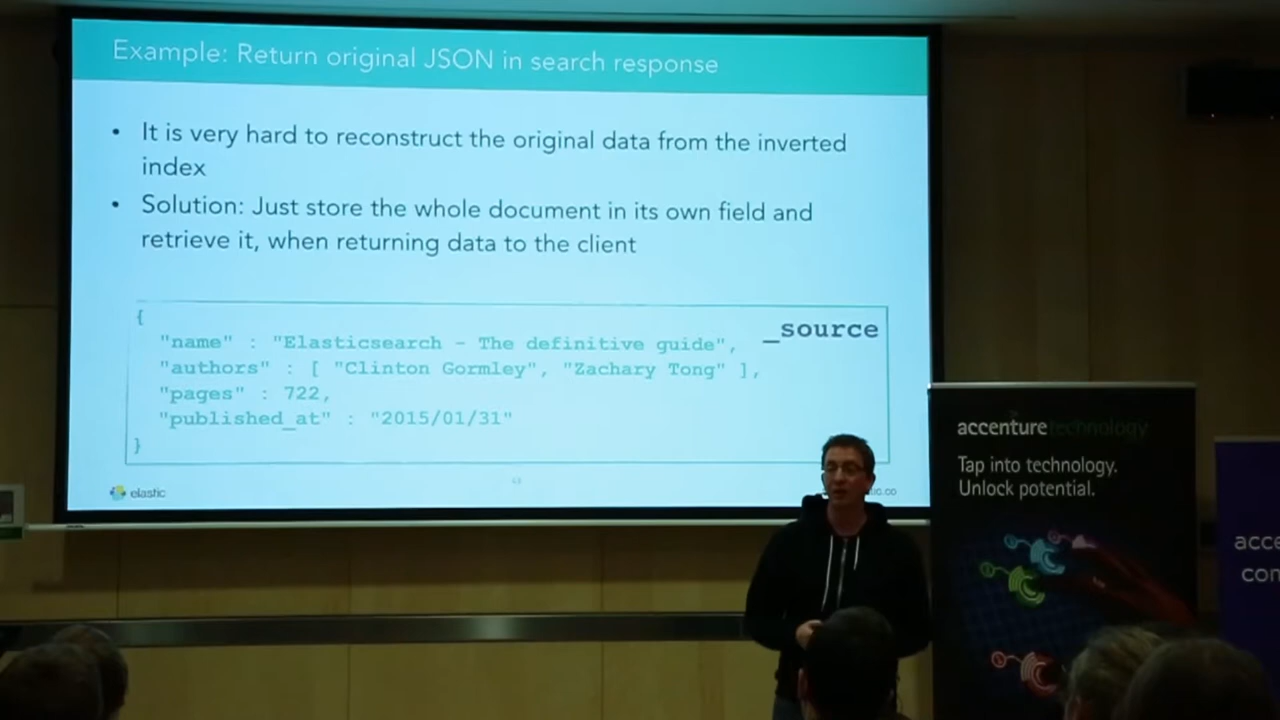 Example: Return original JSON in search response
• It is very hard to reconstruct the original data from the inverted
index
• Solution: Just store the whole document in its own field and
retrieve it, when returning data to the client
{
_source
"name" : "Elasticsearch - The definitive guide",
"authors" : [ "Clinton Gormley", "Zachary Tong" ],
"pages" : 722,
"published_at" : "2015/01/31"
}
elastic
accenturetechnology
Tap into technology.
Unlock potential.